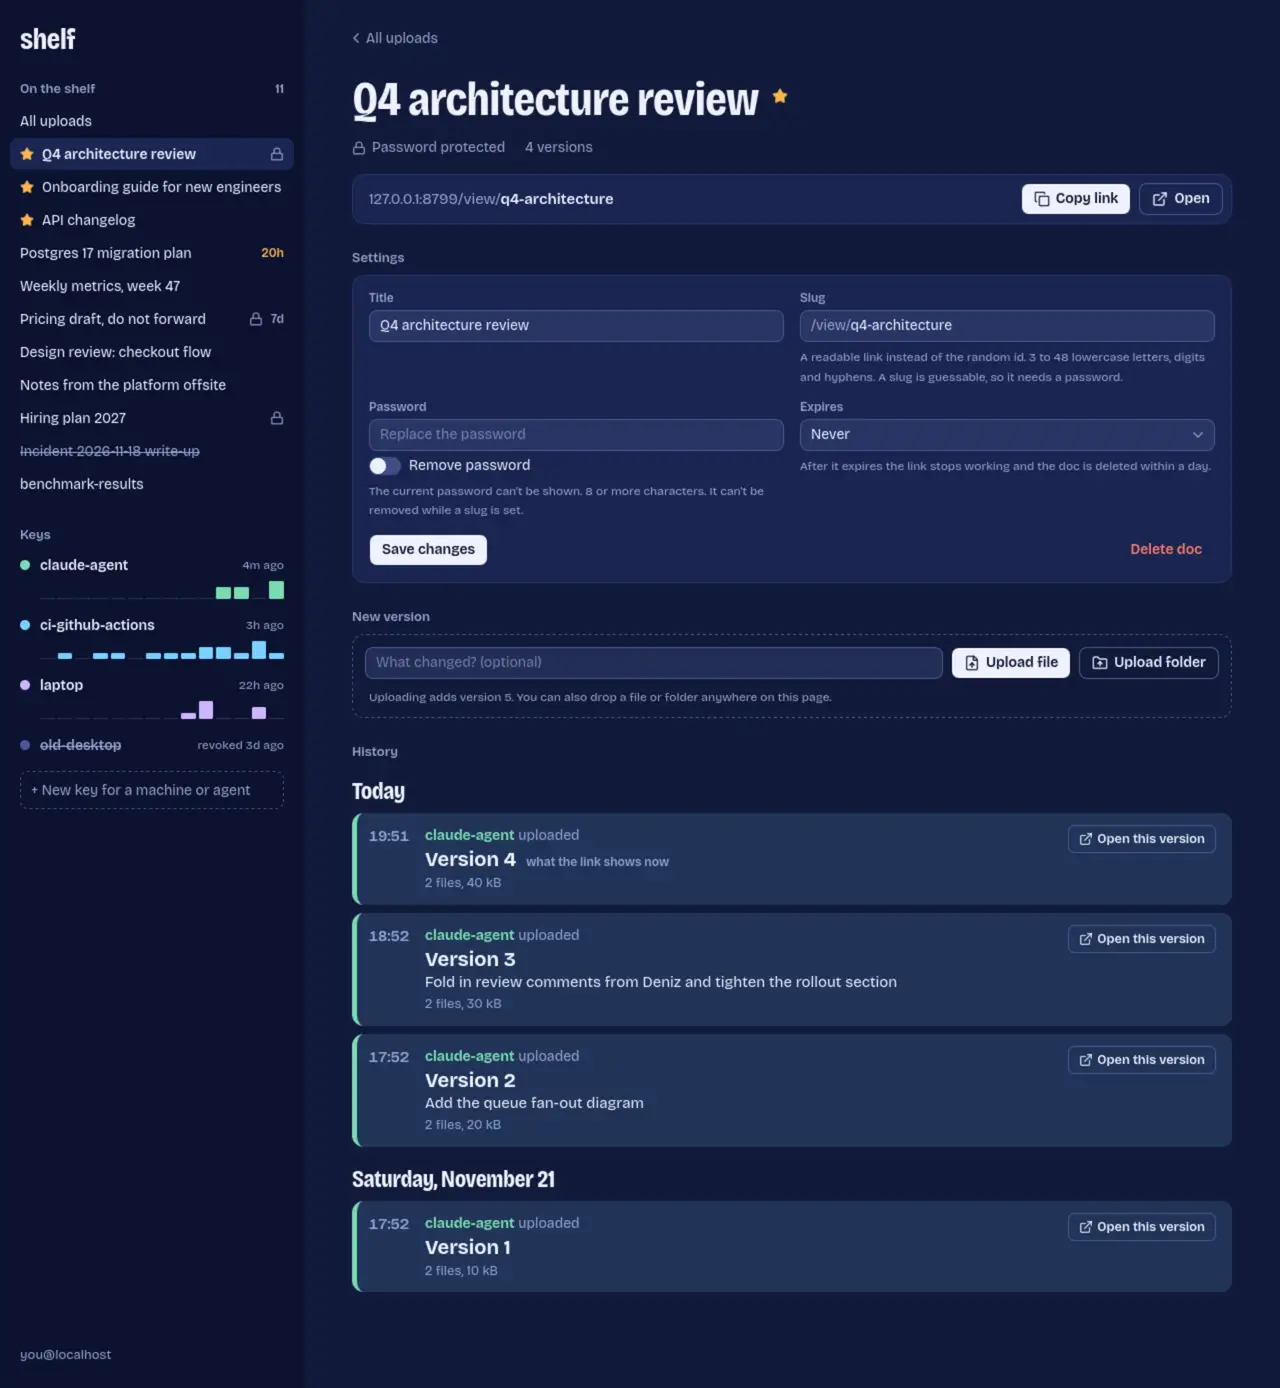 shelf
On the shelf 11
All uploads
Q4 architecture review
Onboarding guide for new engineers
API changelog
Postgres 17 migration plan 20h
Weekly metrics, week 47
Pricing draft, do not forward 7d
Design review: checkout flow
Notes from the platform offsite
Hiring plan 2027
Incident 2026-11-18 write-up
benchmark-results
Keys
claude-agent 4m ago
ci-github-actions 3h ago
laptop 22h ago
old-desktop revoked 3d ago
+ New key for a machine or agent
you@localhost
All uploads
Q4 architecture review
Password protected 4 versions
127.0.0.1:8799/view/q4-architecture Copy link Open
Settings
Title
Q4 architecture review
Slug
/view/q4-architecture
A readable link instead of the random id. 3 to 48 lowercase letters, digits
and hyphens. A slug is guessable, so it needs a password.
Password
Replace the password
Remove password
The current password can't be shown. 8 or more characters. It can't be
removed while a slug is set.
Expires
Never
After it expires the link stops working and the doc is deleted within a day.
Save changes Delete doc
New version
What changed? (optional) Upload file Upload folder
Uploading adds version 5. You can also drop a file or folder anywhere on this page.
History
Today
19:51 claude-agent uploaded Open this version
Version 4 what the link shows now
2 files, 40 kB
18:52 claude-agent uploaded Open this version
Version 3
Fold in review comments from Deniz and tighten the rollout section
2 files, 30 kB
17:52 claude-agent uploaded Open this version
Version 2
Add the queue fan-out diagram
2 files, 20 kB
Saturday, November 21
17:52 claude-agent uploaded Open this version
Version 1
2 files, 10 kB